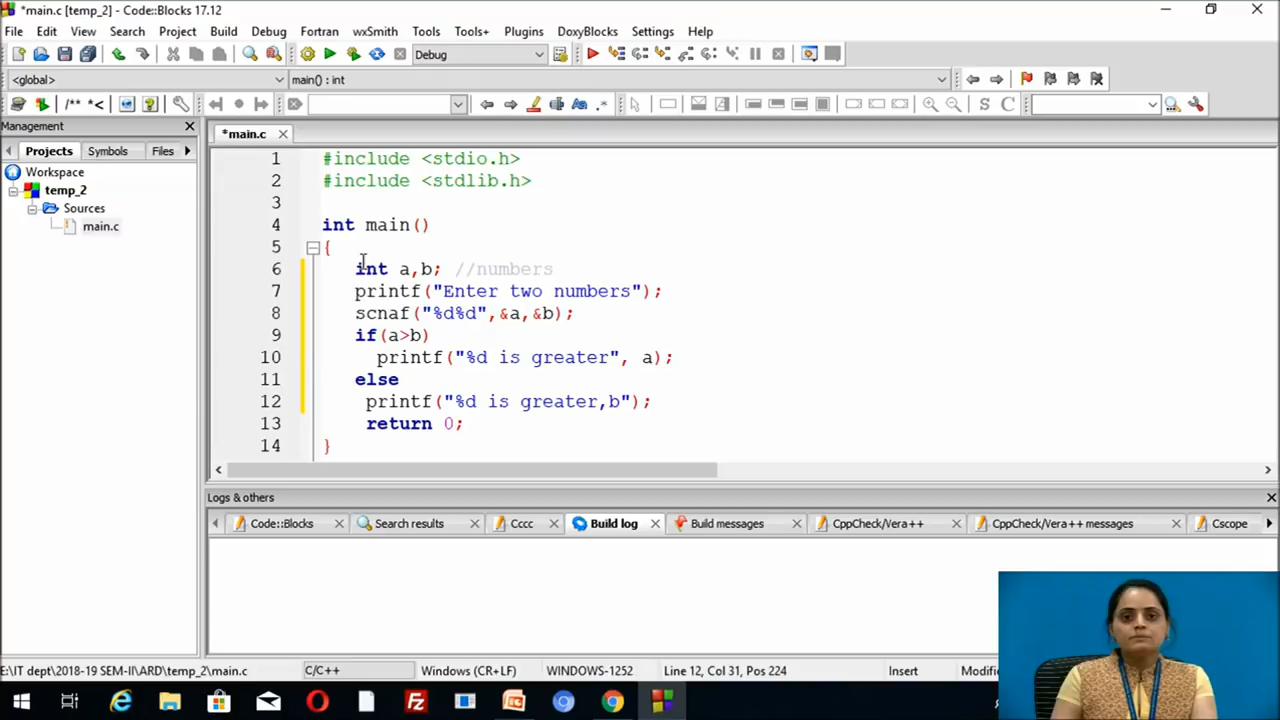 *main.c [temp_2] - Code::Blocks 17.12
File Edit View Search Project Build Debug Fortran wxSmith Tools Tools+ Plugins DoxyBlocks Settings Help
Debug
<global> main() : int
/** *< .* S C
Management *main.c
Projects Symbols Files
Workspace
temp_2
Sources
main.c
1 #include <stdio.h>
2 #include <stdlib.h>
3
4 int main()
5 {
6 int a,b; //numbers
7 printf("Enter two numbers");
8 scnaf("%d%d",&a,&b);
9 if(a>b)
10 printf("%d is greater", a);
11 else
12 printf("%d is greater,b");
13 return 0;
14 }
Logs & others
Code::Blocks Search results Cccc Build log Build messages CppCheck/Vera++ CppCheck/Vera++ messages Cscope
E:\IT dept\2018-19 SEM-II\ARD\temp_2\main.c C/C++ Windows (CR+LF) WINDOWS-1252 Line 12, Col 31, Pos 224 Insert